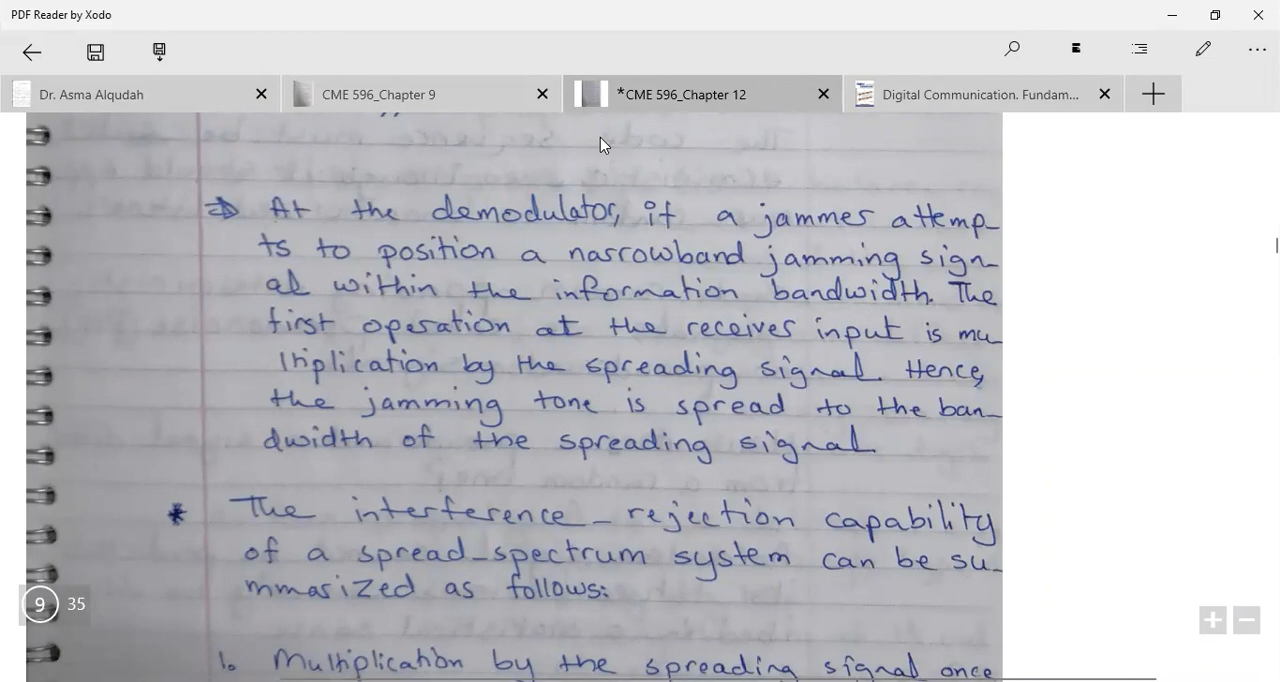 PDF Reader by Xodo
Dr. Asma Alqudah
CME 596_Chapter 9
*CME 596_Chapter 12
Digital Communication. Fundam...
=> At the demodulator, if a jammer attemp-
ts to position a narrowband jamming sign-
al within the information bandwidth. The
first operation at the receiver input is mu-
ltiplication by the spreading signal. Hence,
the jamming tone is spread to the ban-
dwidth of the spreading signal.
* The interference-rejection capability
of a spread-spectrum system can be su-
mmarized as follows:
1. Multiplication by the spreading signal once
9 35